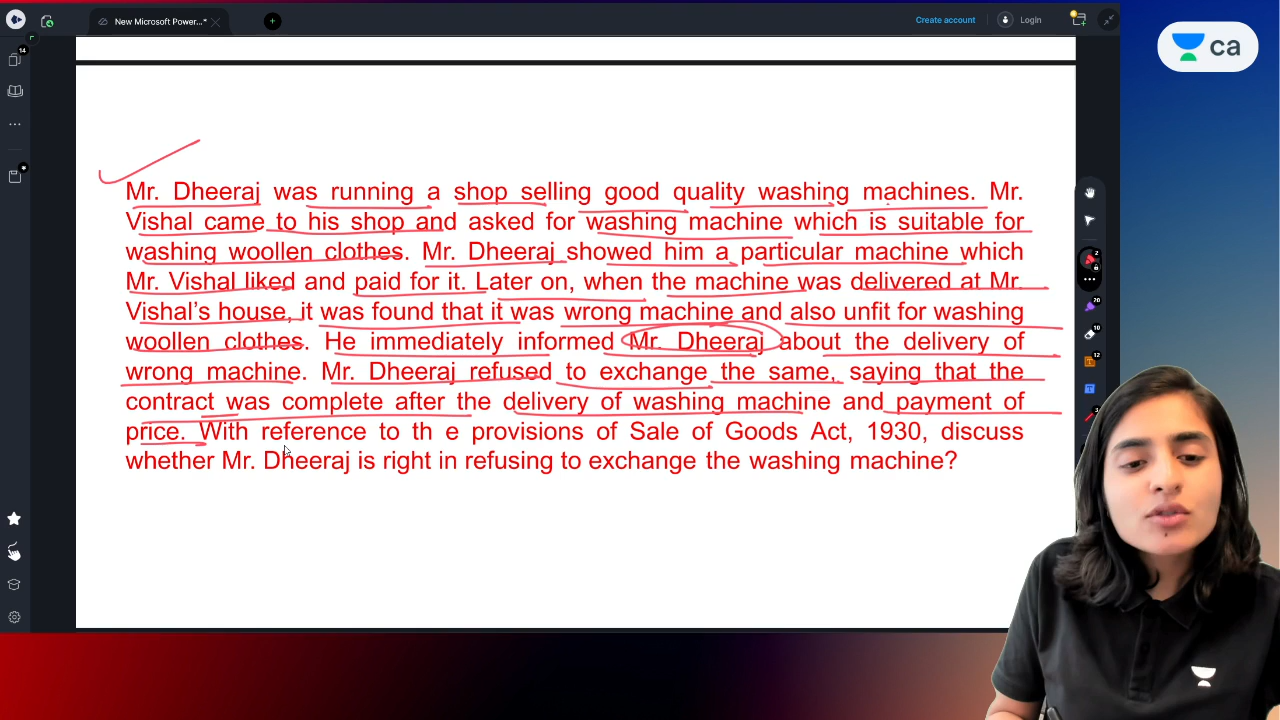 New Microsoft Power...*
Create account
Login
ca
14
Mr. Dheeraj was running a shop selling good quality washing machines. Mr.
Vishal came to his shop and asked for washing machine which is suitable for
washing woollen clothes. Mr. Dheeraj showed him a particular machine which
Mr. Vishal liked and paid for it. Later on, when the machine was delivered at Mr.
Vishal's house, it was found that it was wrong machine and also unfit for washing
woollen clothes. He immediately informed Mr. Dheeraj about the delivery of
wrong machine. Mr. Dheeraj refused to exchange the same, saying that the
contract was complete after the delivery of washing machine and payment of
price. With reference to th e provisions of Sale of Goods Act, 1930, discuss
whether Mr. Dheeraj is right in refusing to exchange the washing machine?
2
20
10
12
3